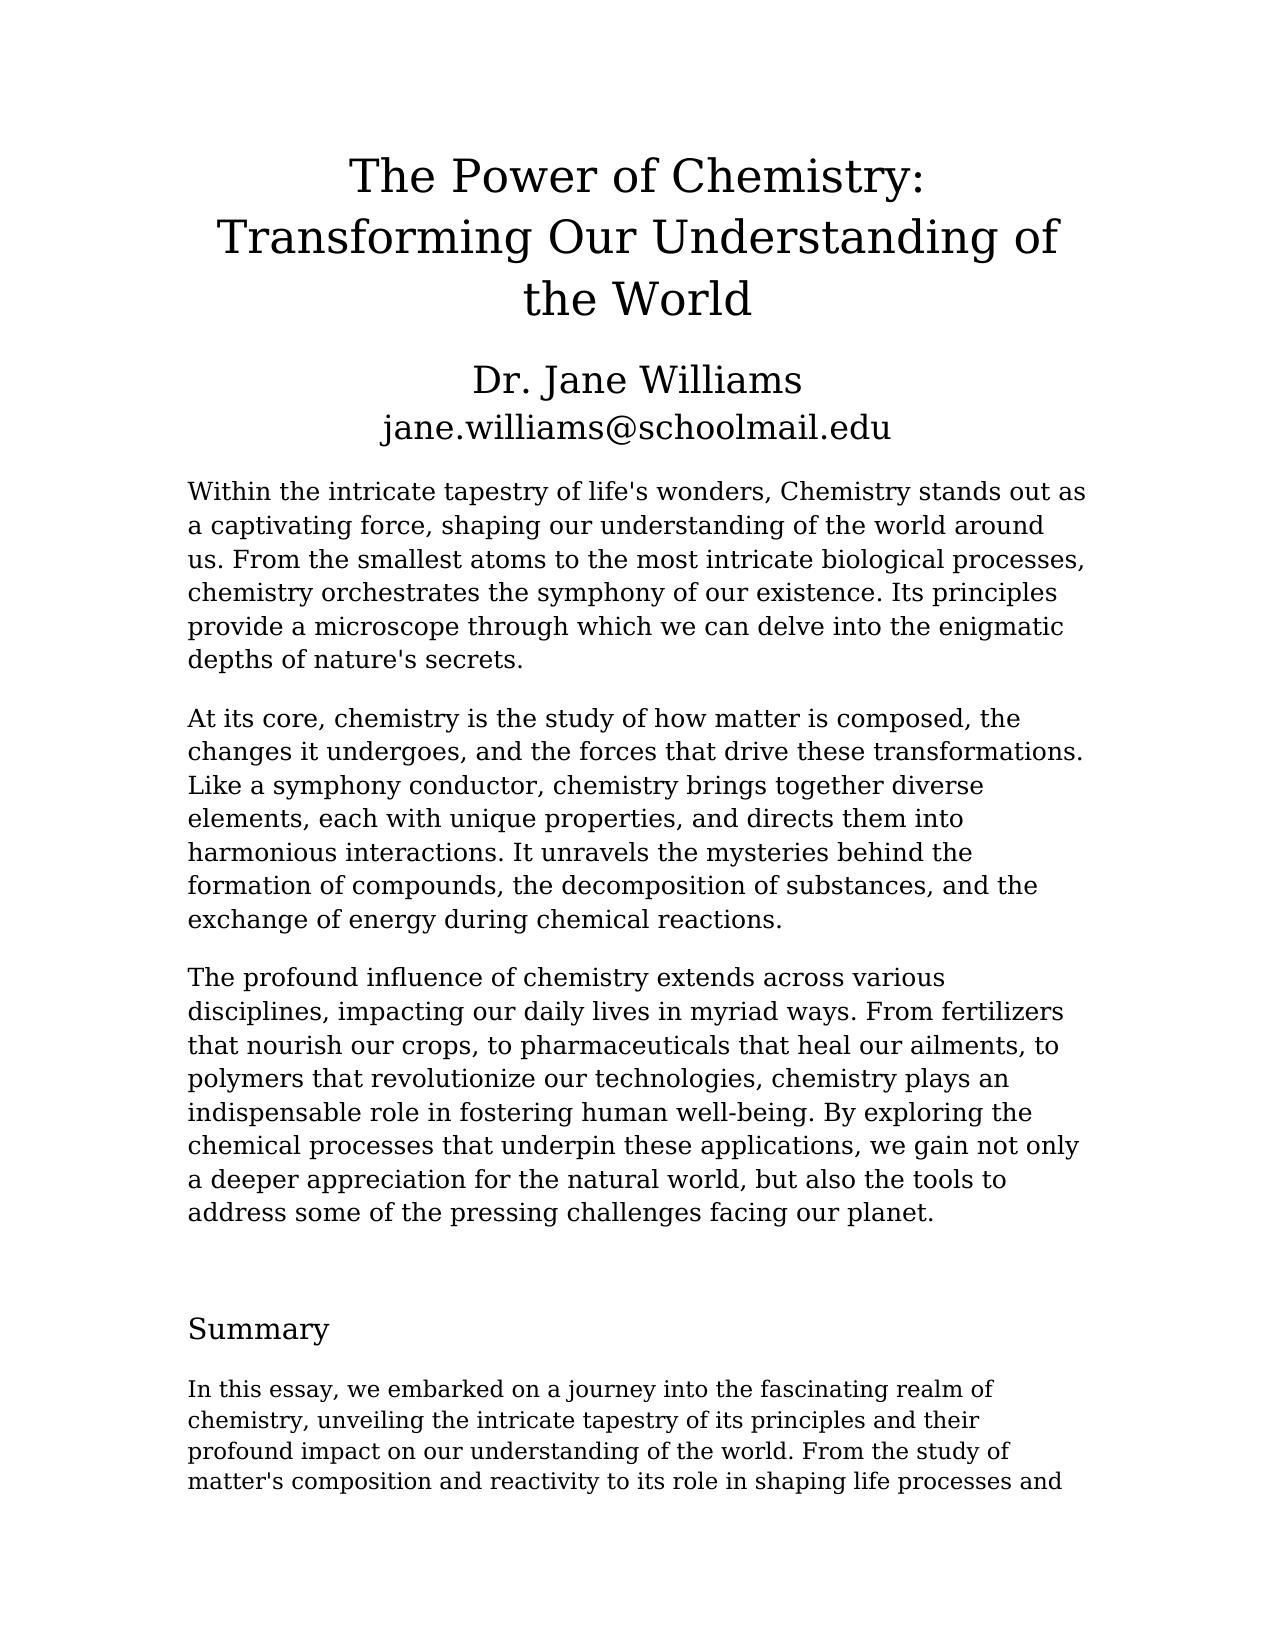 The Power of Chemistry:
Transforming Our Understanding of
the World
Dr. Jane Williams
jane.williams@schoolmail.edu
Within the intricate tapestry of life's wonders, Chemistry stands out as
a captivating force, shaping our understanding of the world around
us. From the smallest atoms to the most intricate biological processes,
chemistry orchestrates the symphony of our existence. Its principles
provide a microscope through which we can delve into the enigmatic
depths of nature's secrets.
At its core, chemistry is the study of how matter is composed, the
changes it undergoes, and the forces that drive these transformations.
Like a symphony conductor, chemistry brings together diverse
elements, each with unique properties, and directs them into
harmonious interactions. It unravels the mysteries behind the
formation of compounds, the decomposition of substances, and the
exchange of energy during chemical reactions.
The profound influence of chemistry extends across various
disciplines, impacting our daily lives in myriad ways. From fertilizers
that nourish our crops, to pharmaceuticals that heal our ailments, to
polymers that revolutionize our technologies, chemistry plays an
indispensable role in fostering human well-being. By exploring the
chemical processes that underpin these applications, we gain not only
a deeper appreciation for the natural world, but also the tools to
address some of the pressing challenges facing our planet.
Summary
In this essay, we embarked on a journey into the fascinating realm of
chemistry, unveiling the intricate tapestry of its principles and their
profound impact on our understanding of the world. From the study of
matter's composition and reactivity to its role in shaping life processes and